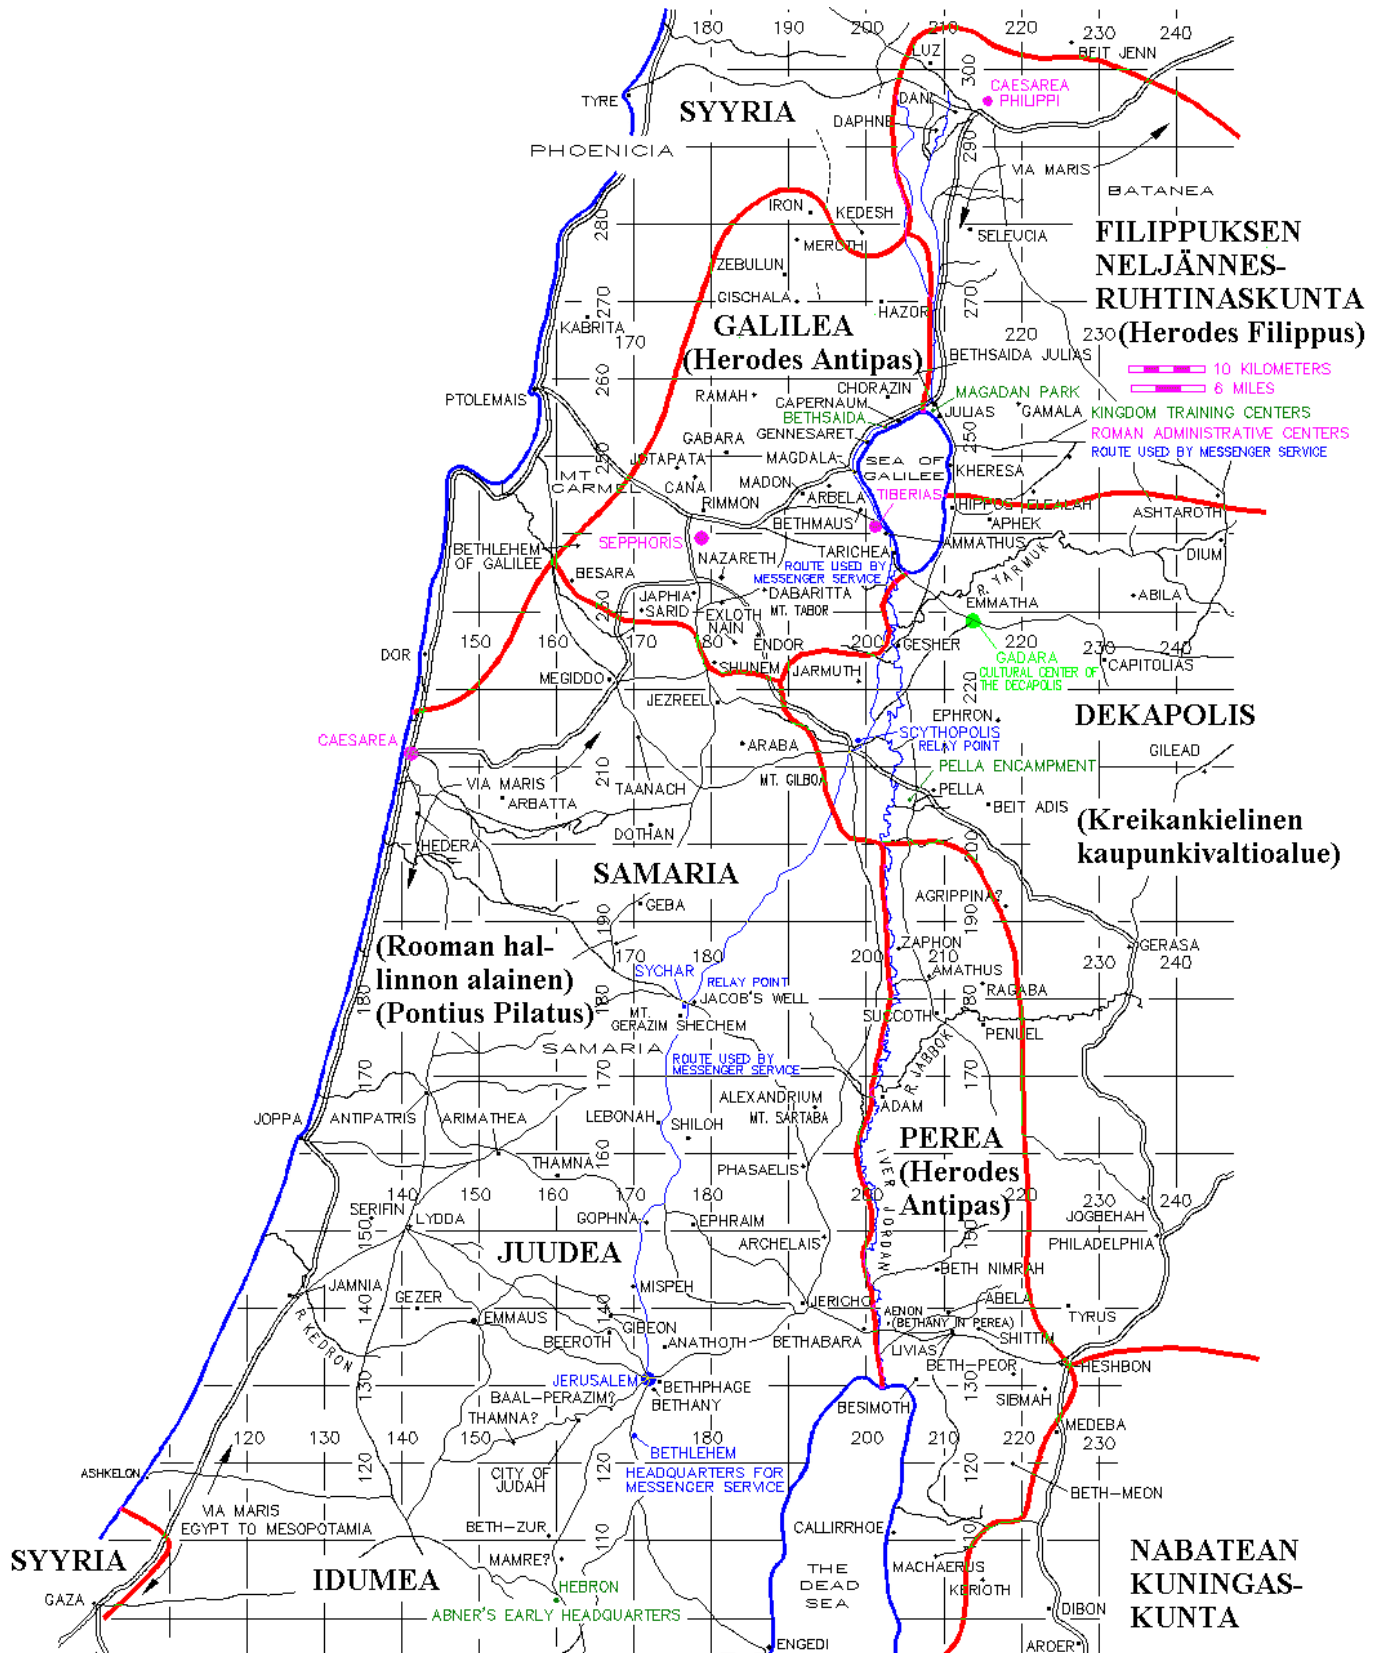 180 190 200 210 220 230 240
LUZ
BEIT JENN
300
CAESAREA
PHILIPPI
TYRE
SYYRIA
DAN
DAPHNE
290
PHOENICIA
VIA MARIS
BATANEA
IRON
KEDESH
280
MEROTHI
SELEUCIA
FILIPPUKSEN
NELJÄNNES-
RUHTINASKUNTA
(Herodes Filippus)
ZEBULUN
GISCHALA
270
HAZOR
270
KABRITA
170
GALILEA
(Herodes Antipas)
220 230
BETHSAIDA JULIAS
10 KILOMETERS
6 MILES
260
CHORAZIN
RAMAH
CAPERNAUM
MAGADAN PARK
PTOLEMAIS
BETHSAIDA
JULIAS
GAMALA
KINGDOM TRAINING CENTERS
ROMAN ADMINISTRATIVE CENTERS
ROUTE USED BY MESSENGER SERVICE
GENNESARET
GABARA
250
JOTAPATA
MAGDALA
SEA OF
GALILEE
KHERESA
250
MT
CARMEL
CANA
MADON
ARBELA
TIBERIAS
RIMMON
HIPPOS
ELEALAH
ASHTAROTH
BETHMAUS
APHEK
SEPPHORIS
AMMATHUS
BETHLEHEM
OF GALILEE
NAZARETH
TARICHEA
DIUM
BESARA
ROUTE USED BY
MESSENGER SERVICE
R. YARMUK
JAPHIA
DABARITTA
EMMATHA
ABILA
SARID
EXLOTH
MT. TABOR
NAIN
150 170 180 200 220 240
ENDOR
GESHER
DOR
GADARA
CULTURAL CENTER OF
THE DECAPOLIS
CAPITOLIAS
SHUNEM
JARMUTH
MEGIDDO
220
JEZREEL
EPHRON
DEKAPOLIS
CAESAREA
ARABA
SCYTHOPOLIS
RELAY POINT
GILEAD
210
PELLA ENCAMPMENT
VIA MARIS
TAANACH
MT. GILBOA
PELLA
ARBATTA
BEIT ADIS
DOTHAN
(Kreikankielinen
kaupunkivaltioalue)
HEDERA
200
SAMARIA
AGRIPPINA?
GEBA
190
190
(Rooman hal-
linnon alainen)
(Pontius Pilatus)
ZAPHON
GERASA
170 180 200 210 230 240
SYCHAR
RELAY POINT
AMATHUS
RAGABA
JACOB'S WELL
180
180
180
MT.
GERAZIM
SHECHEM
SUCCOTH
PENUEL
SAMARIA
ROUTE USED BY
MESSENGER SERVICE
R. JABBOK
170
170
170
ALEXANDRIUM
ADAM
JOPPA
ANTIPATRIS
ARIMATHEA
LEBONAH
SHILOH
MT. SARTABA
PEREA
(Herodes
Antipas)
160
THAMNA
PHASAELIS
IVER JORDAN
140 150 170 180 200 220 230 240
SERIFIN
LYDDA
GOPHNA
EPHRAIM
JOGBEHAH
150
150
ARCHELAIS
PHILADELPHIA
JUUDEA
BETH NIMRAH
JAMNIA
MISPEH
GEZER
JERICHO
ABELA
140
EMMAUS
140
GIBEON
AENON
(BETHANY IN PEREA)
TYRUS
R. KEDRON
BEEROTH
ANATHOTH
BETHABARA
SHITTIM
LIVIAS
BETH-PEOR
HESHBON
JERUSALEM
130
BETHPHAGE
130
BAAL-PERAZIM?
BETHANY
BESIMOTH
SIBMAH
THAMNA?
MEDEBA
120 130 140 150 180 200 210 220 230
BETHLEHEM
ASHKELON
120
CITY OF
JUDAH
120
HEADQUARTERS FOR
MESSENGER SERVICE
120
BETH-MEON
VIA MARIS
EGYPT TO MESOPOTAMIA
BETH-ZUR
110
CALLIRRHOE
110
SYYRIA
MAMRE?
THE
DEAD
SEA
MACHAERUS
NABATEAN
KUNINGAS-
KUNTA
IDUMEA
HEBRON
KERIOTH
GAZA
ABNER'S EARLY HEADQUARTERS
DIBON
ENGEDI
AROER